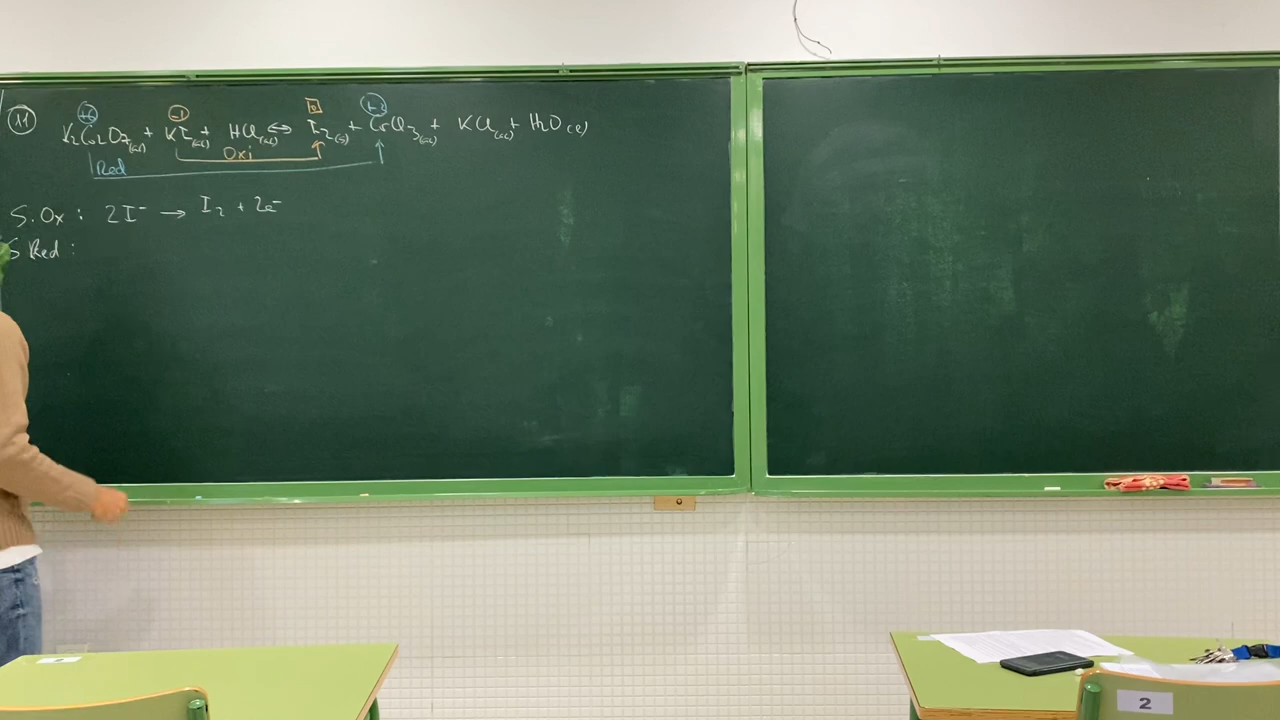 11 +6 -1 0 +3
K₂Cr₂O₇(ac) + KI(ac) + HCl(ac) ⇔ I₂(s) + CrCl₃(ac) + KCl(ac) + H₂O(l)
Oxi
Red
S. Ox : 2I⁻ → I₂ + 2e⁻
S Red :
2